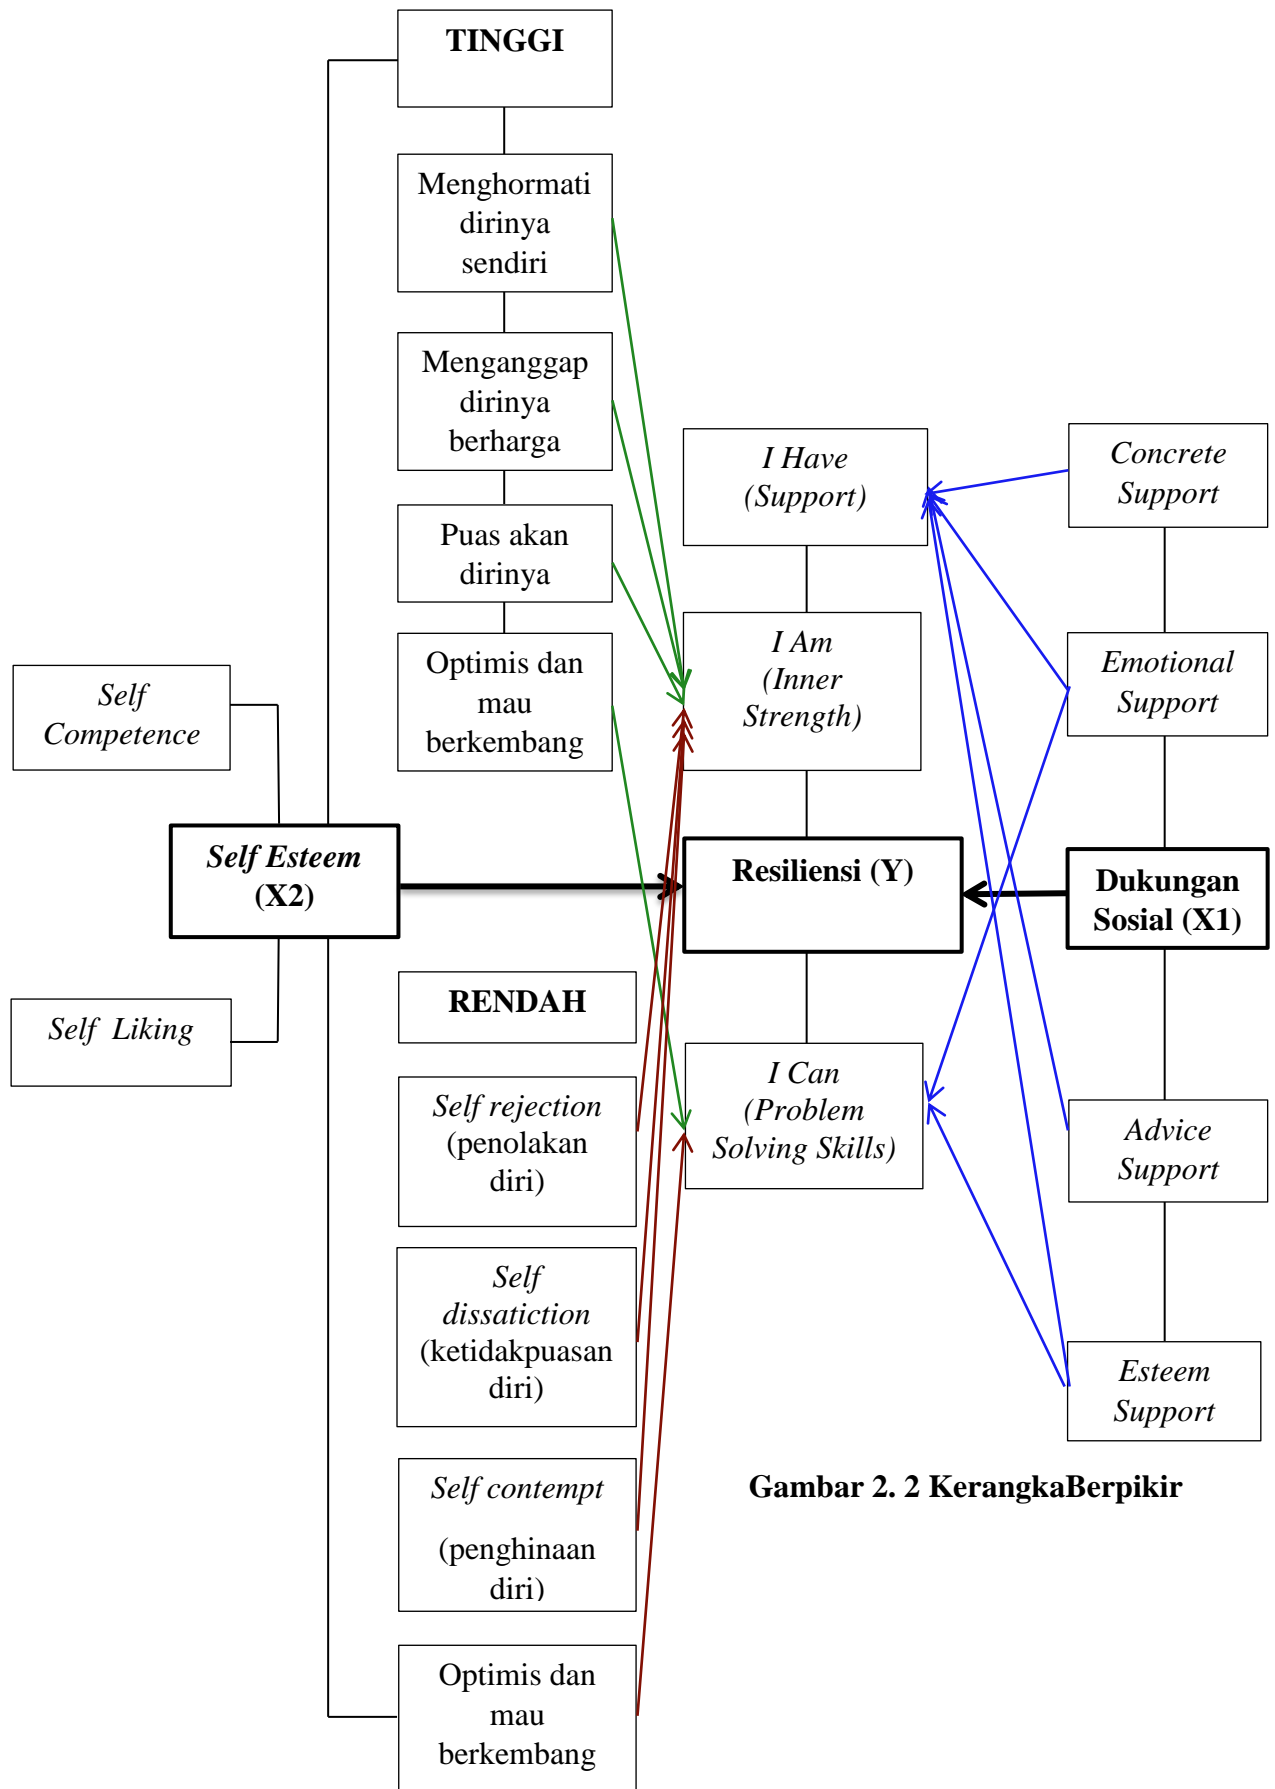 TINGGI
Menghormati
dirinya
sendiri
Menganggap
dirinya
berharga
Puas akan
dirinya
Optimis dan
mau
berkembang
Self
Competence
Self Esteem
(X2)
Self Liking
RENDAH
Self rejection
(penolakan
diri)
Self
dissatiction
(ketidakpuasan
diri)
Self contempt
(penghinaan
diri)
Optimis dan
mau
berkembang
I Have
(Support)
I Am
(Inner
Strength)
Resiliensi (Y)
I Can
(Problem
Solving Skills)
Concrete
Support
Emotional
Support
Dukungan
Sosial (X1)
Advice
Support
Esteem
Support
Gambar 2. 2 KerangkaBerpikir